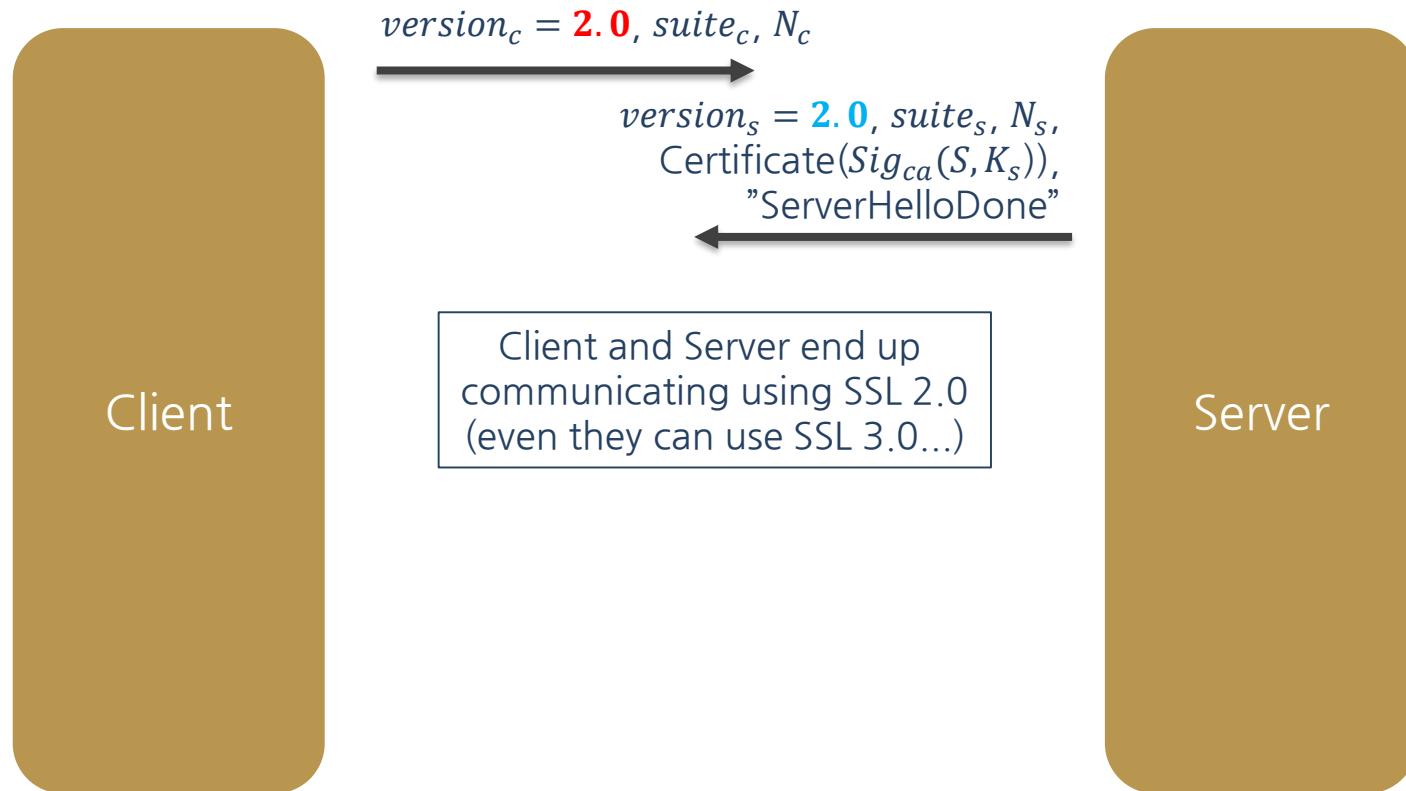 version_c = 2.0, suite_c, N_c
version_s = 2.0, suite_s, N_s,
Certificate(Sig_ca(S, K_s)),
”ServerHelloDone”
Client and Server end up
communicating using SSL 2.0
(even they can use SSL 3.0...)
Client
Server